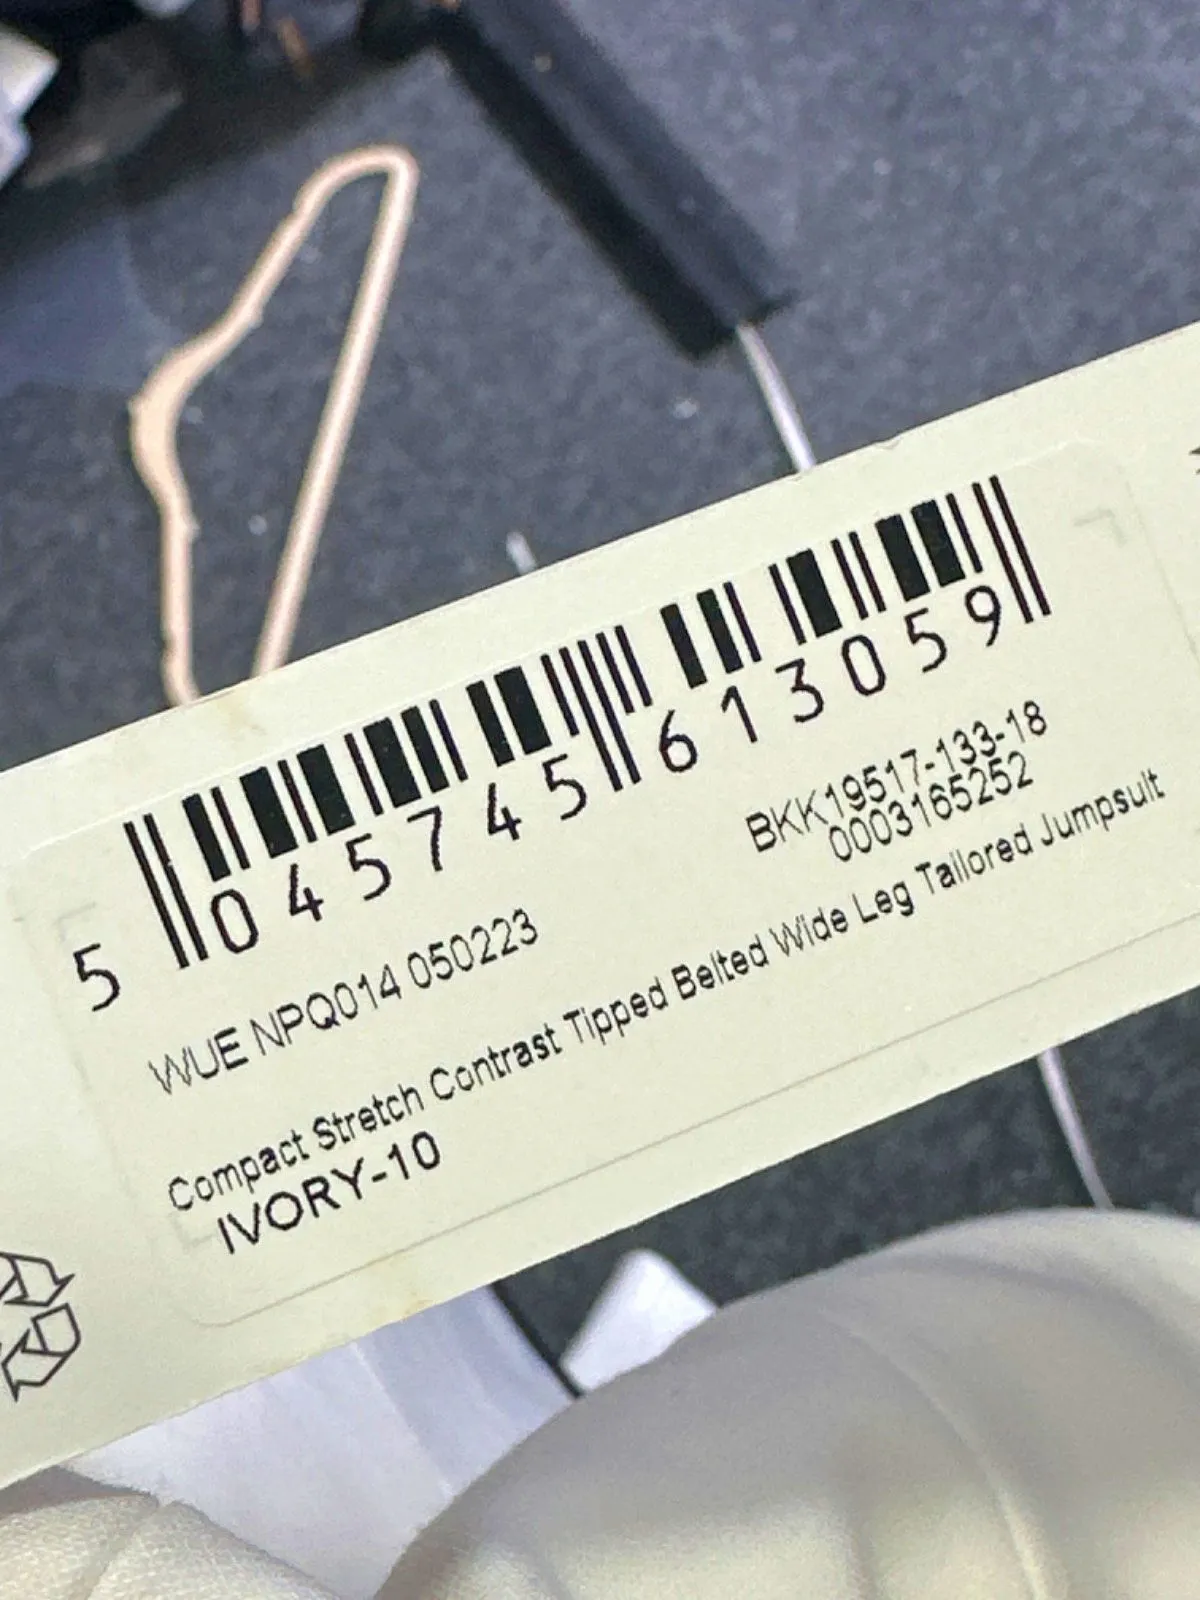 5 045745 613059
BKK19517-133-18
0003165252
WUE NPQ014 050223
Compact Stretch Contrast Tipped Belted Wide Leg Tailored Jumpsuit
IVORY-10